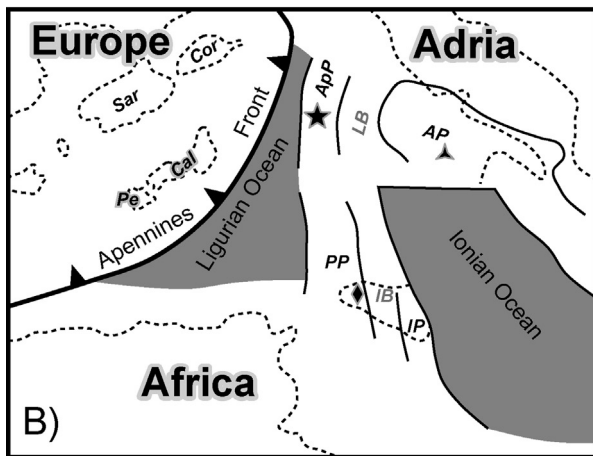 Europe
Adria
Cor
Sar
ApP
LB
AP
Cal
Pe
Apennines Front
Ligurian Ocean
PP
IB
IP
Ionian Ocean
Africa
B)